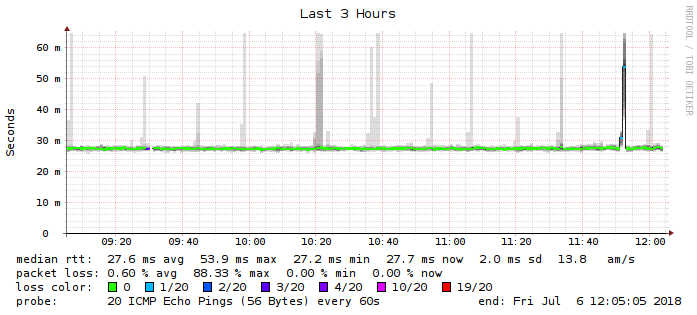 Last 3 Hours
RRDTOOL / TOBI OETIKER
Seconds
60 m
50 m
40 m
30 m
20 m
10 m
0
09:20 09:40 10:00 10:20 10:40 11:00 11:20 11:40 12:00
median rtt: 27.6 ms avg 53.9 ms max 27.2 ms min 27.7 ms now 2.0 ms sd 13.8 am/s
packet loss: 0.60 % avg 88.33 % max 0.00 % min 0.00 % now
loss color: 0 1/20 2/20 3/20 4/20 10/20 19/20
probe: 20 ICMP Echo Pings (56 Bytes) every 60s end: Fri Jul 6 12:05:05 2018